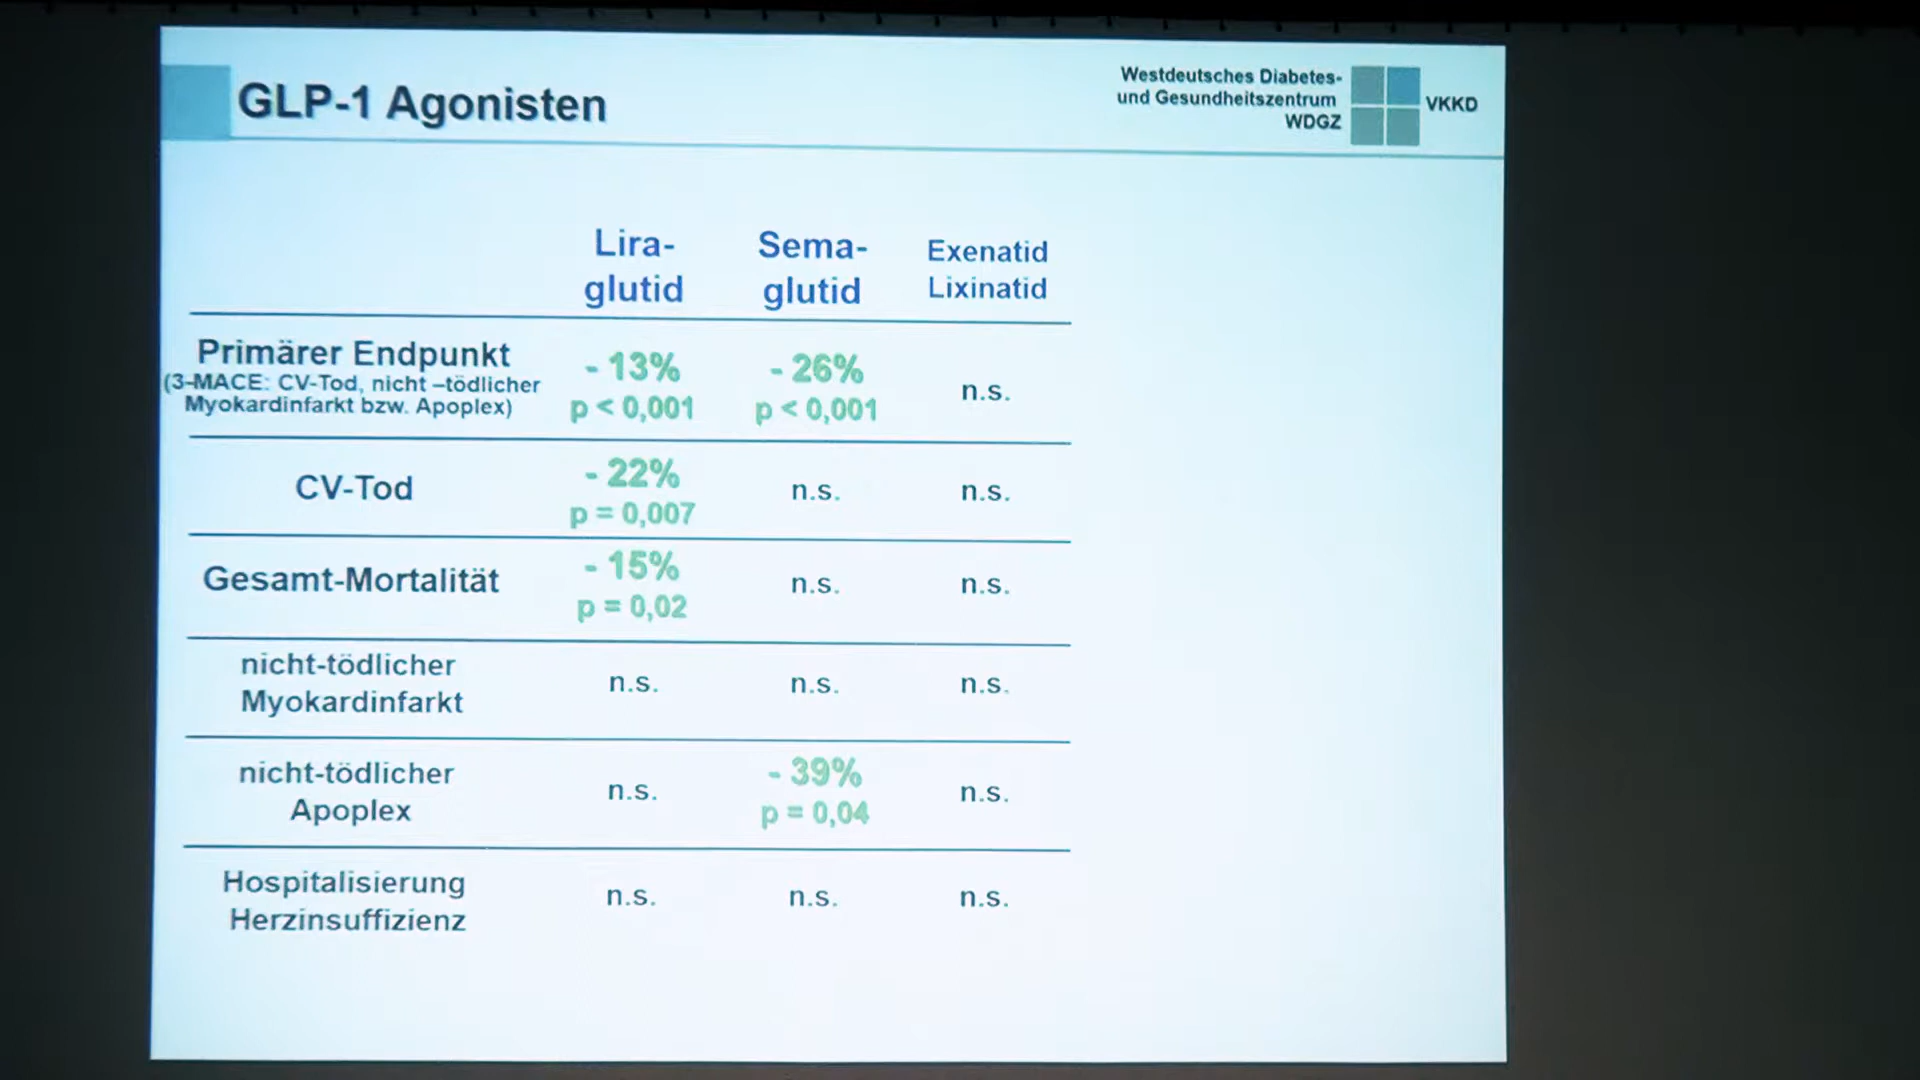 GLP-1 Agonisten
Westdeutsches Diabetes-
und Gesundheitszentrum
WDGZ
VKKD
Lira-
glutid
Sema-
glutid
Exenatid
Lixinatid
Primärer Endpunkt
(3-MACE: CV-Tod, nicht –tödlicher
Myokardinfarkt bzw. Apoplex)
- 13%
p < 0,001
- 26%
p < 0,001
n.s.
CV-Tod
- 22%
p = 0,007
n.s.
n.s.
Gesamt-Mortalität
- 15%
p = 0,02
n.s.
n.s.
nicht-tödlicher
Myokardinfarkt
n.s.
n.s.
n.s.
nicht-tödlicher
Apoplex
n.s.
- 39%
p = 0,04
n.s.
Hospitalisierung
Herzinsuffizienz
n.s.
n.s.
n.s.